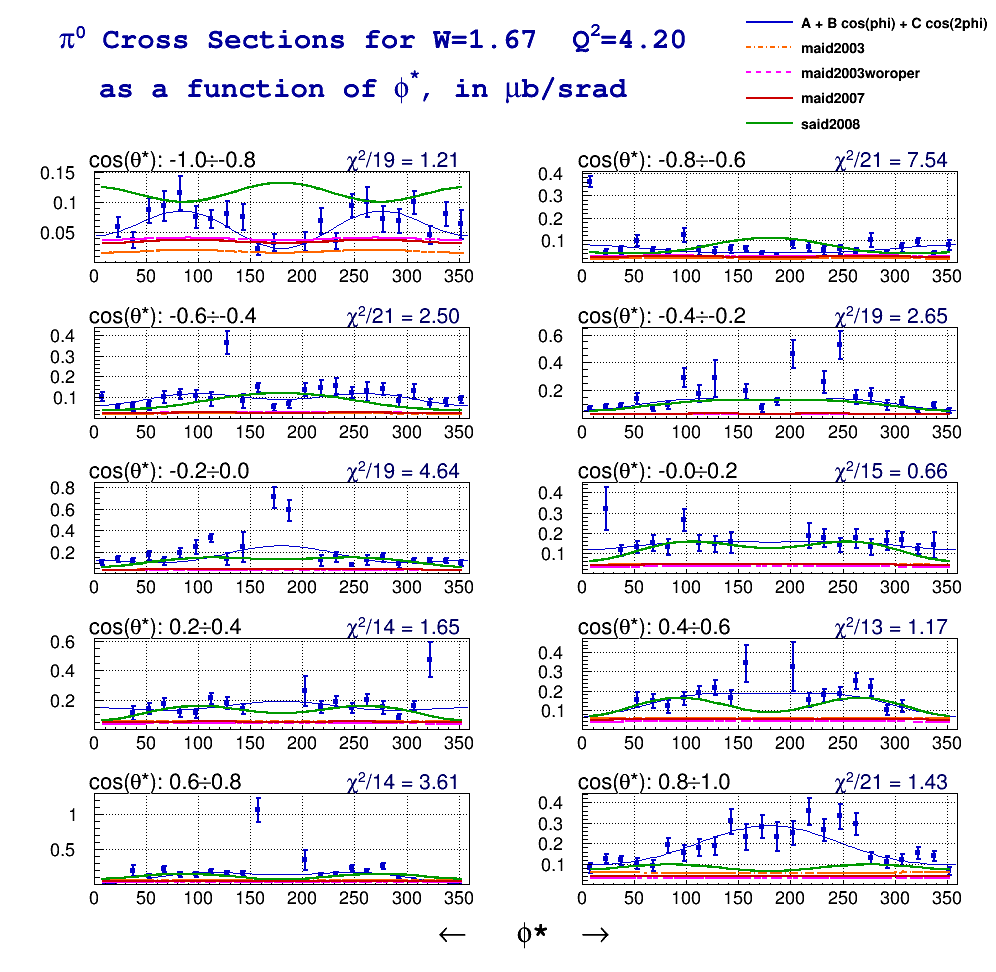 π⁰ Cross Sections for W=1.67 Q²=4.20
as a function of ϕ*, in μb/srad
A + B cos(phi) + C cos(2phi)
maid2003
maid2003woroper
maid2007
said2008
cos(θ*): -1.0÷-0.8 χ²/19 = 1.21
0.15
0.1
0.05
0 50 100 150 200 250 300 350
cos(θ*): -0.8÷-0.6 χ²/21 = 7.54
0.4
0.3
0.2
0.1
0 50 100 150 200 250 300 350
cos(θ*): -0.6÷-0.4 χ²/21 = 2.50
0.4
0.3
0.2
0.1
0 50 100 150 200 250 300 350
cos(θ*): -0.4÷-0.2 χ²/19 = 2.65
0.6
0.4
0.2
0 50 100 150 200 250 300 350
cos(θ*): -0.2÷0.0 χ²/19 = 4.64
0.8
0.6
0.4
0.2
0 50 100 150 200 250 300 350
cos(θ*): -0.0÷0.2 χ²/15 = 0.66
0.4
0.3
0.2
0.1
0 50 100 150 200 250 300 350
cos(θ*): 0.2÷0.4 χ²/14 = 1.65
0.6
0.4
0.2
0 50 100 150 200 250 300 350
cos(θ*): 0.4÷0.6 χ²/13 = 1.17
0.4
0.3
0.2
0.1
0 50 100 150 200 250 300 350
cos(θ*): 0.6÷0.8 χ²/14 = 3.61
1
0.5
0 50 100 150 200 250 300 350
cos(θ*): 0.8÷1.0 χ²/21 = 1.43
0.4
0.3
0.2
0.1
0 50 100 150 200 250 300 350
← ϕ* →